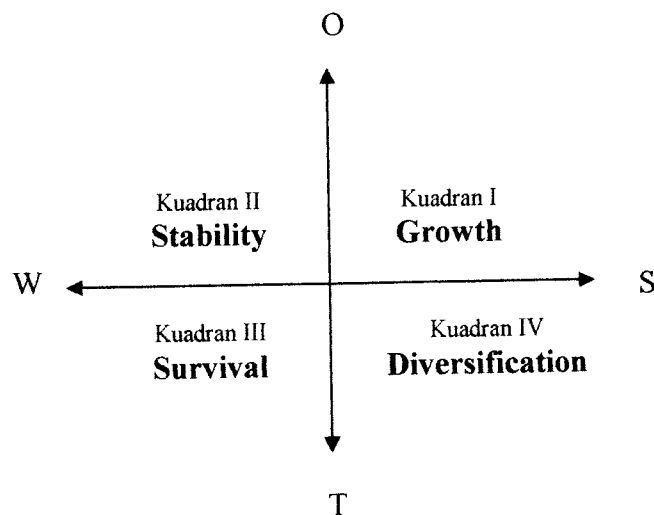 O
Kuadran II
Stability
Kuadran I
Growth
W
S
Kuadran III
Survival
Kuadran IV
Diversification
T